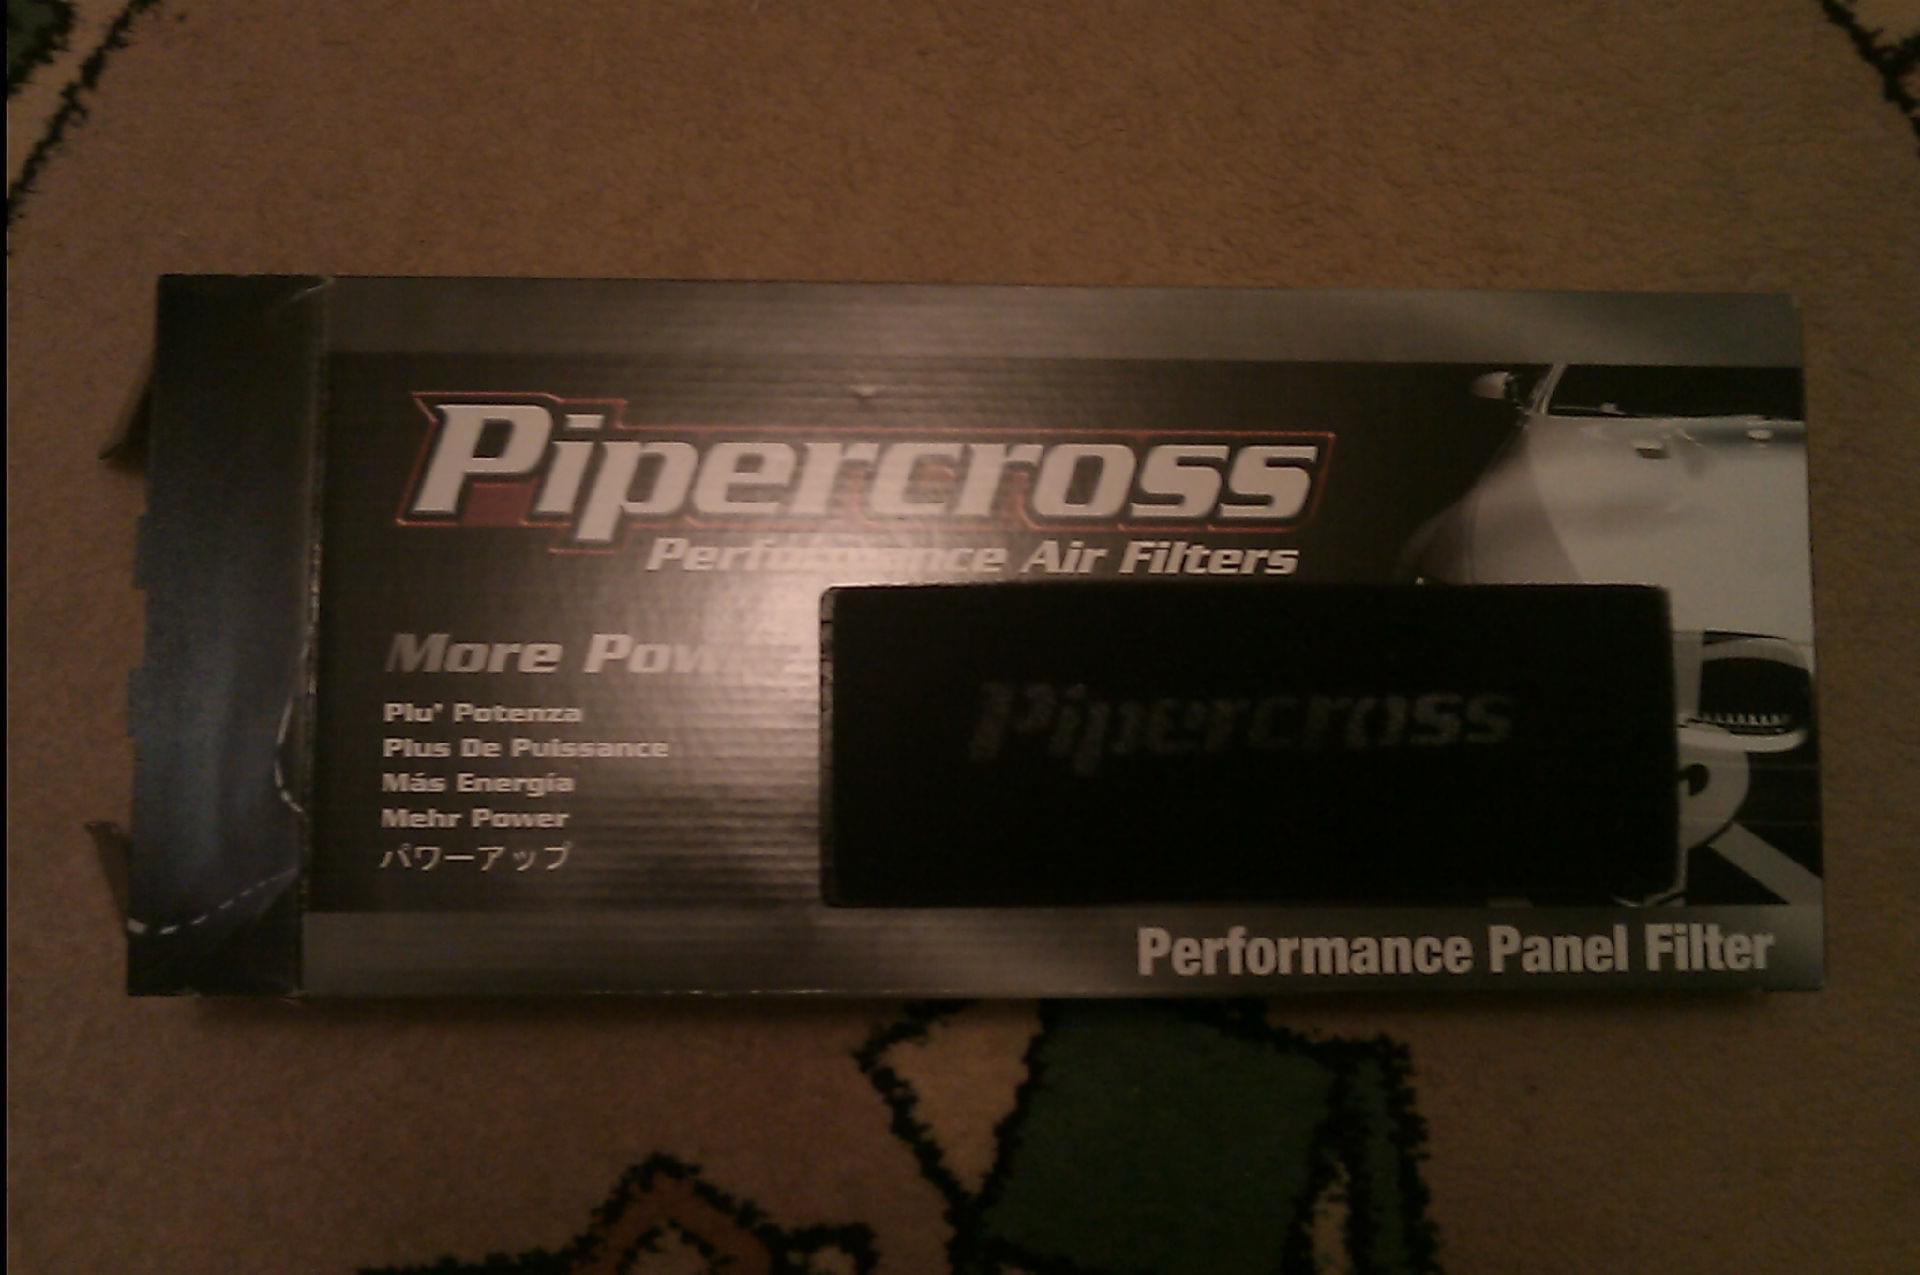 Pipercross
Performance Air Filters
More Power
Plu' Potenza
Plus De Puissance
Más Energía
Mehr Power
パワーアップ
Pipercross
Performance Panel Filter